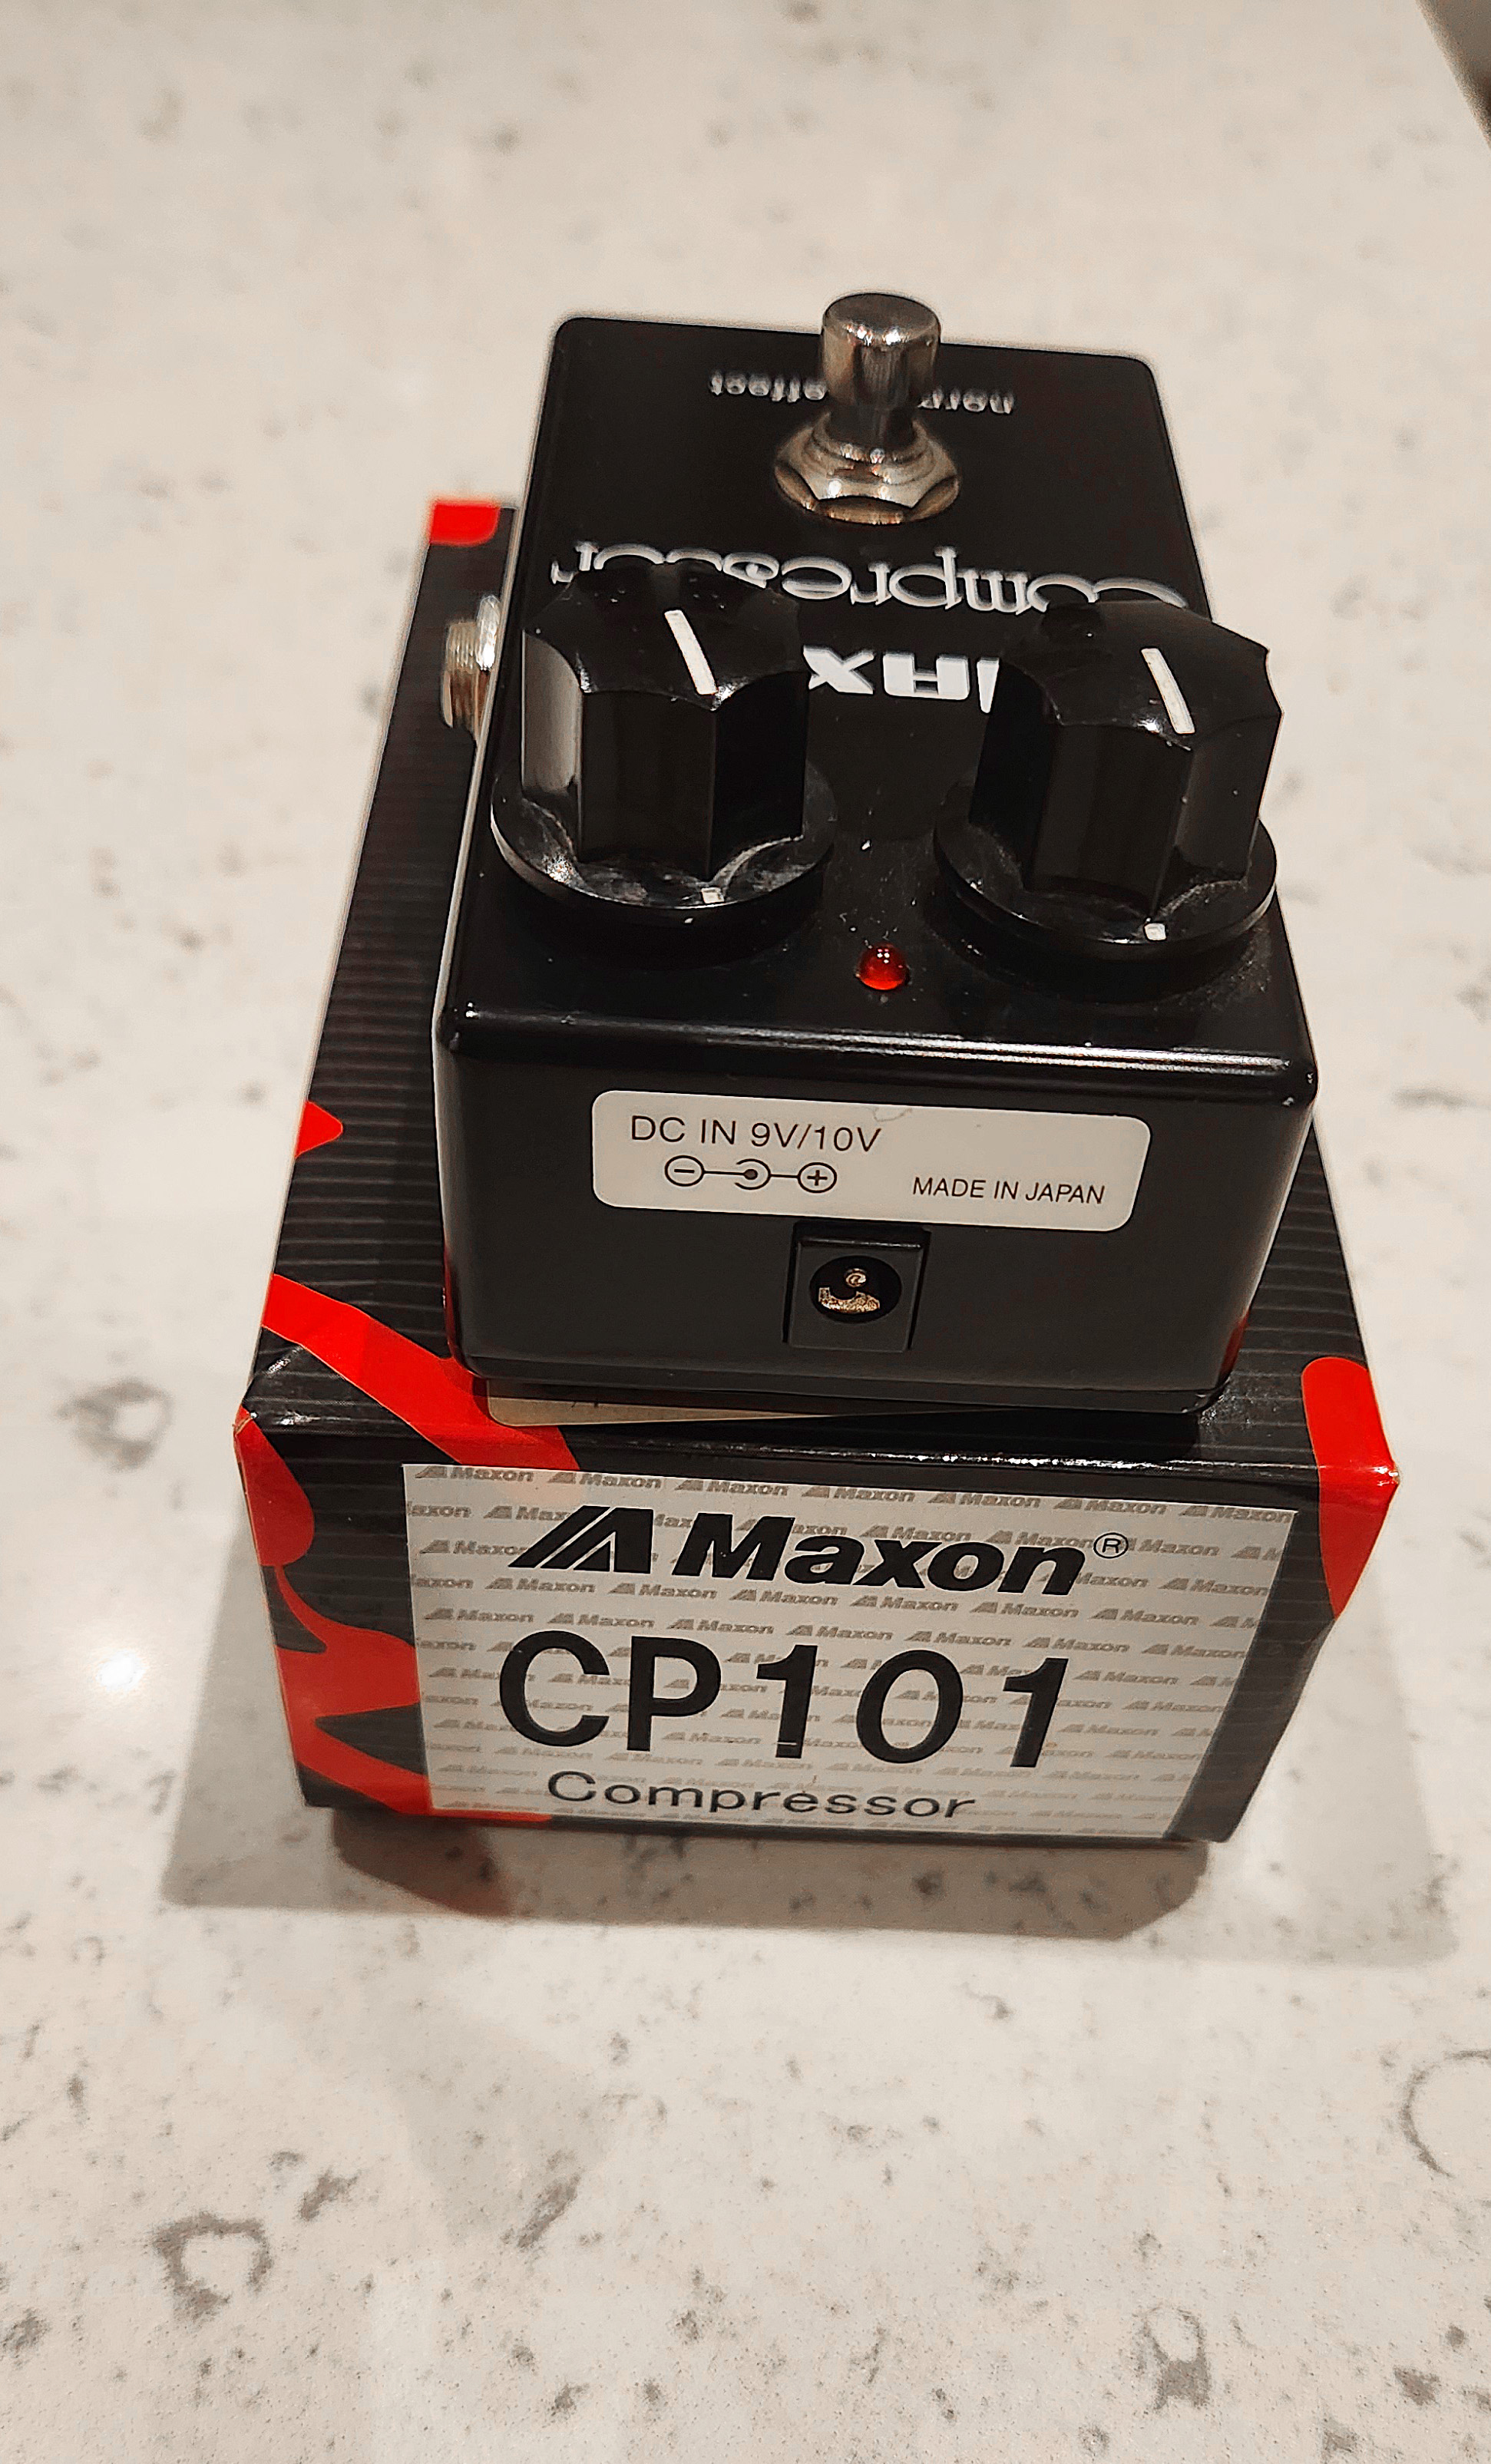 Compressor
DC IN 9V/10V
MADE IN JAPAN
Maxon®
CP101
Compressor